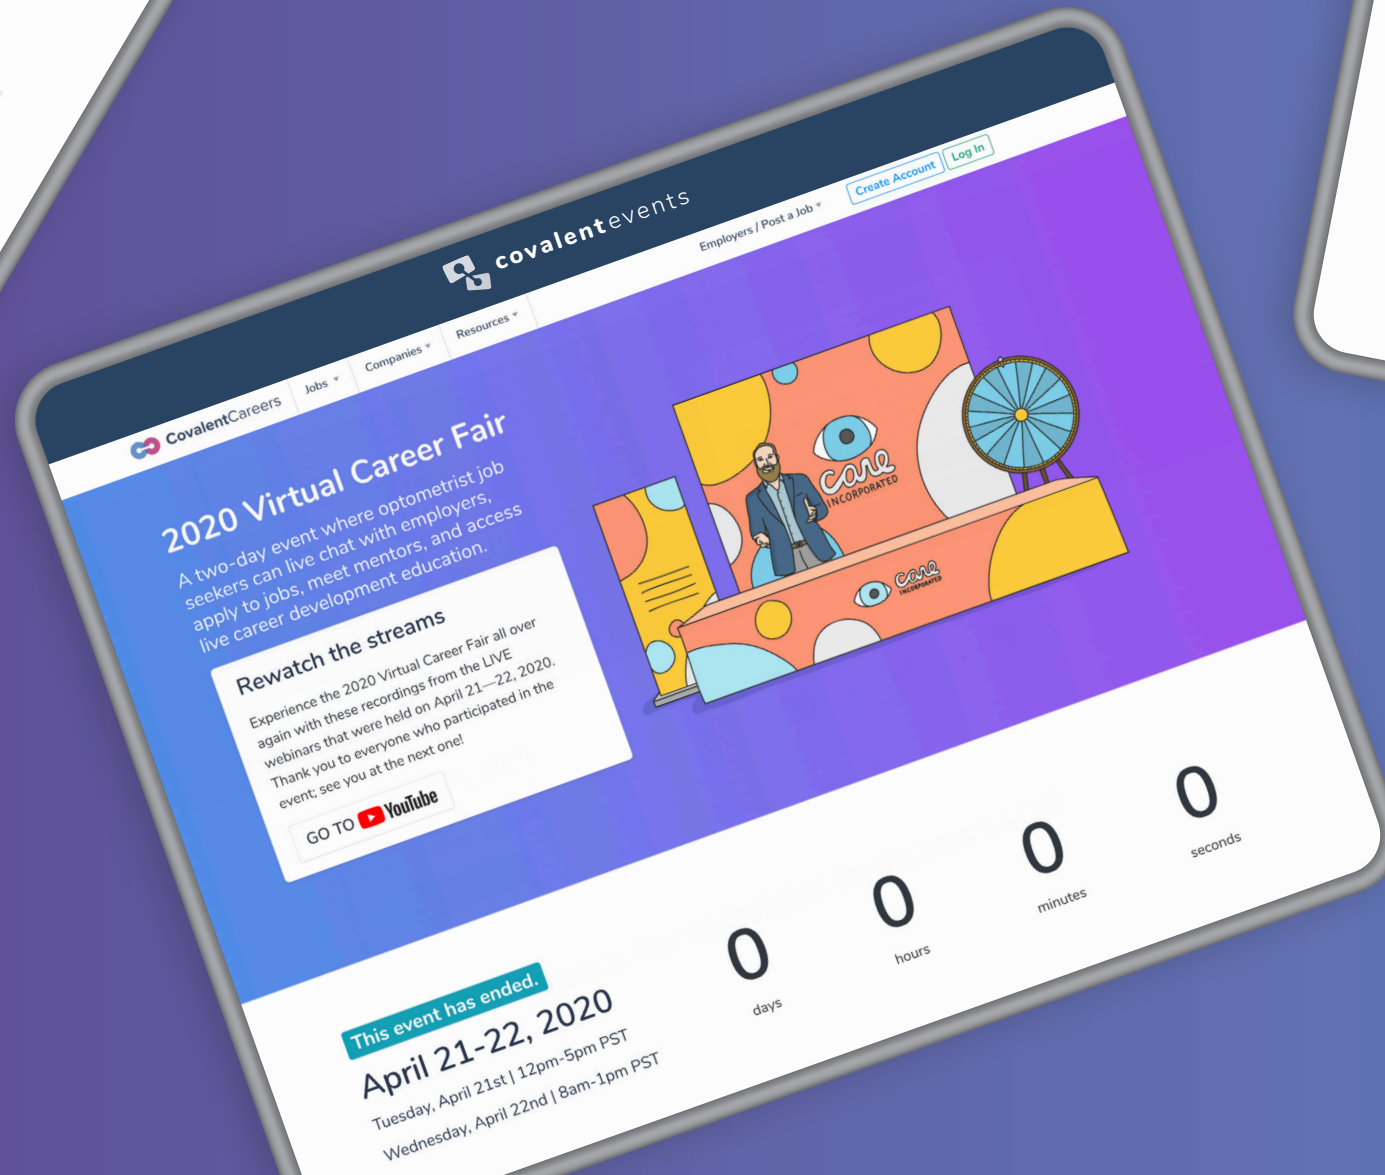 covalentevents
CovalentCareers
Jobs
Companies
Resources
Employers / Post a Job
Create Account
Log In
2020 Virtual Career Fair
A two-day event where optometrist job
seekers can live chat with employers,
apply to jobs, meet mentors, and access
live career development education.
Rewatch the streams
Experience the 2020 Virtual Career Fair all over
again with these recordings from the LIVE
webinars that were held on April 21—22, 2020.
Thank you to everyone who participated in the
event; see you at the next one!
GO TO YouTube
care
INCORPORATED
care
INCORPORATED
This event has ended.
April 21-22, 2020
Tuesday, April 21st | 12pm-5pm PST
Wednesday, April 22nd | 8am-1pm PST
0
days
0
hours
0
minutes
0
seconds